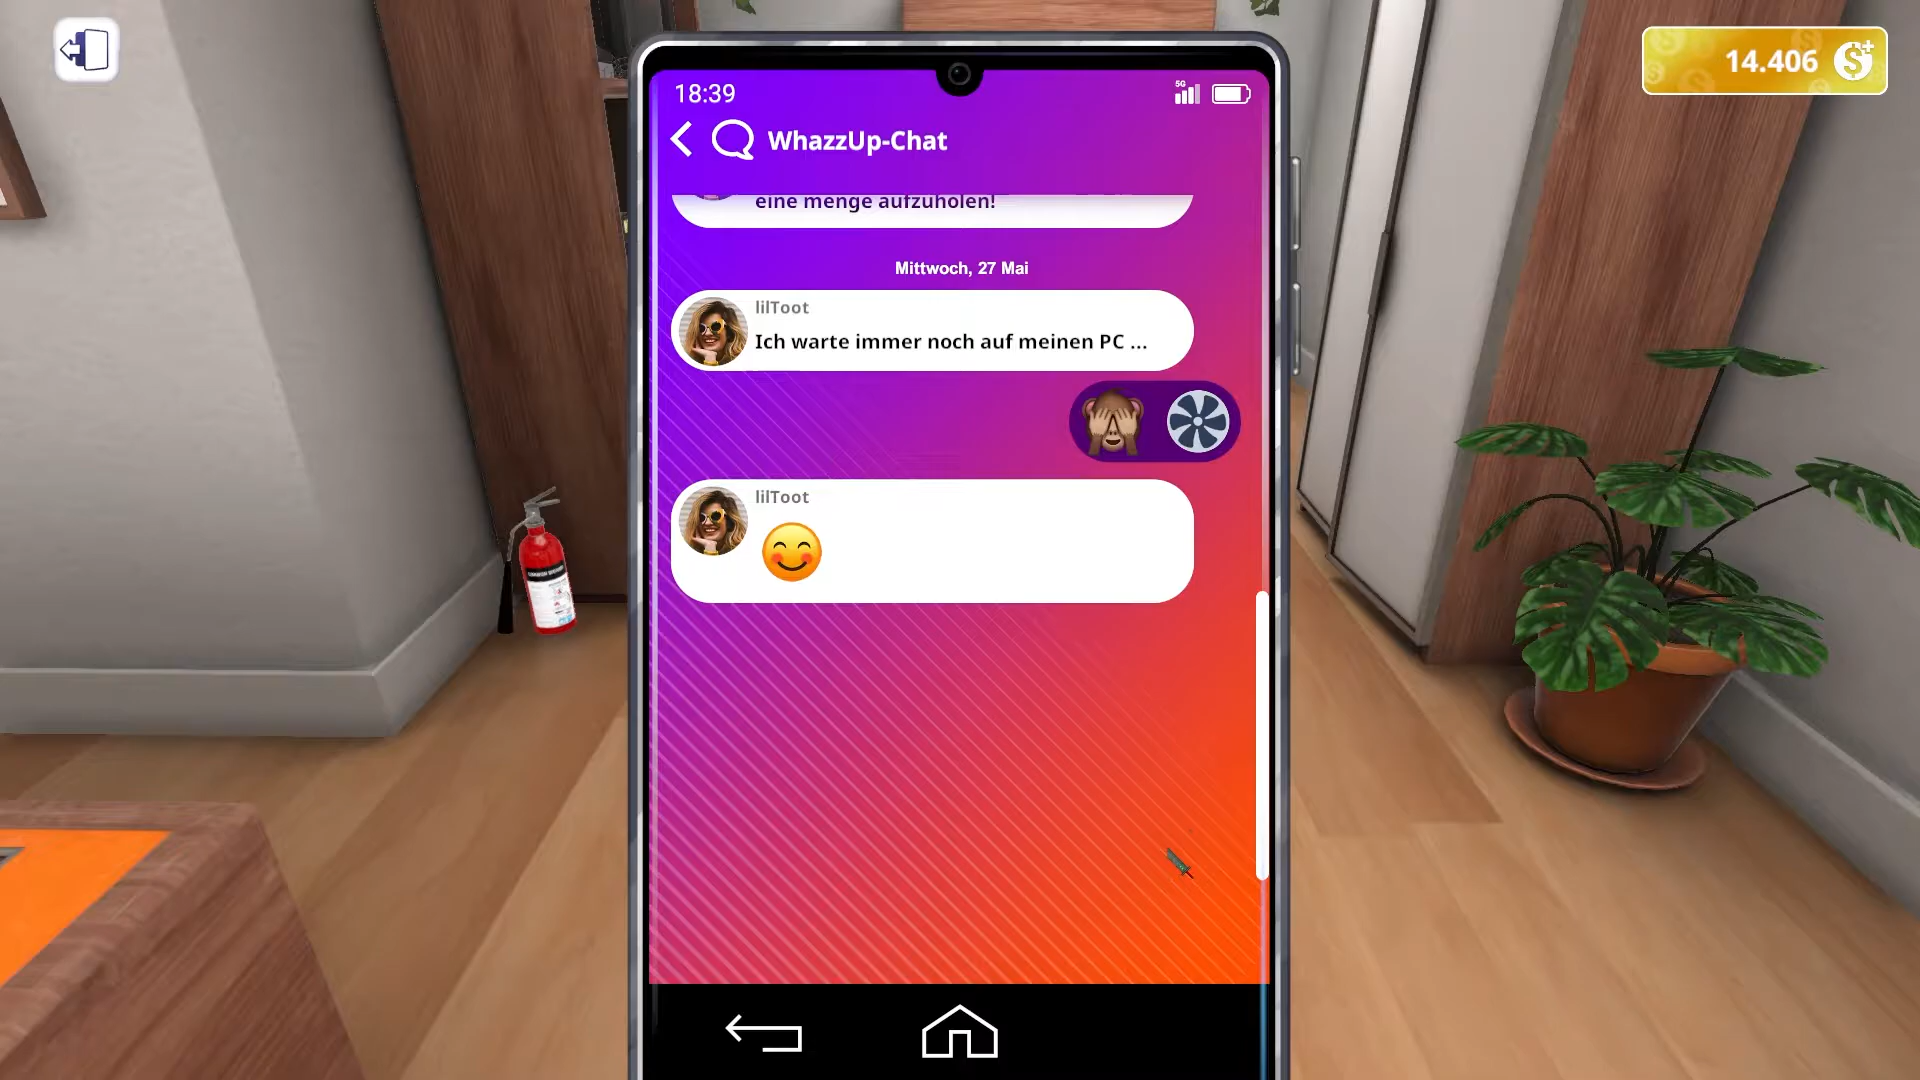 14.406
18:39
5G
WhazzUp-Chat
eine menge aufzuholen!
Mittwoch, 27 Mai
lilToot
Ich warte immer noch auf meinen PC ...
lilToot